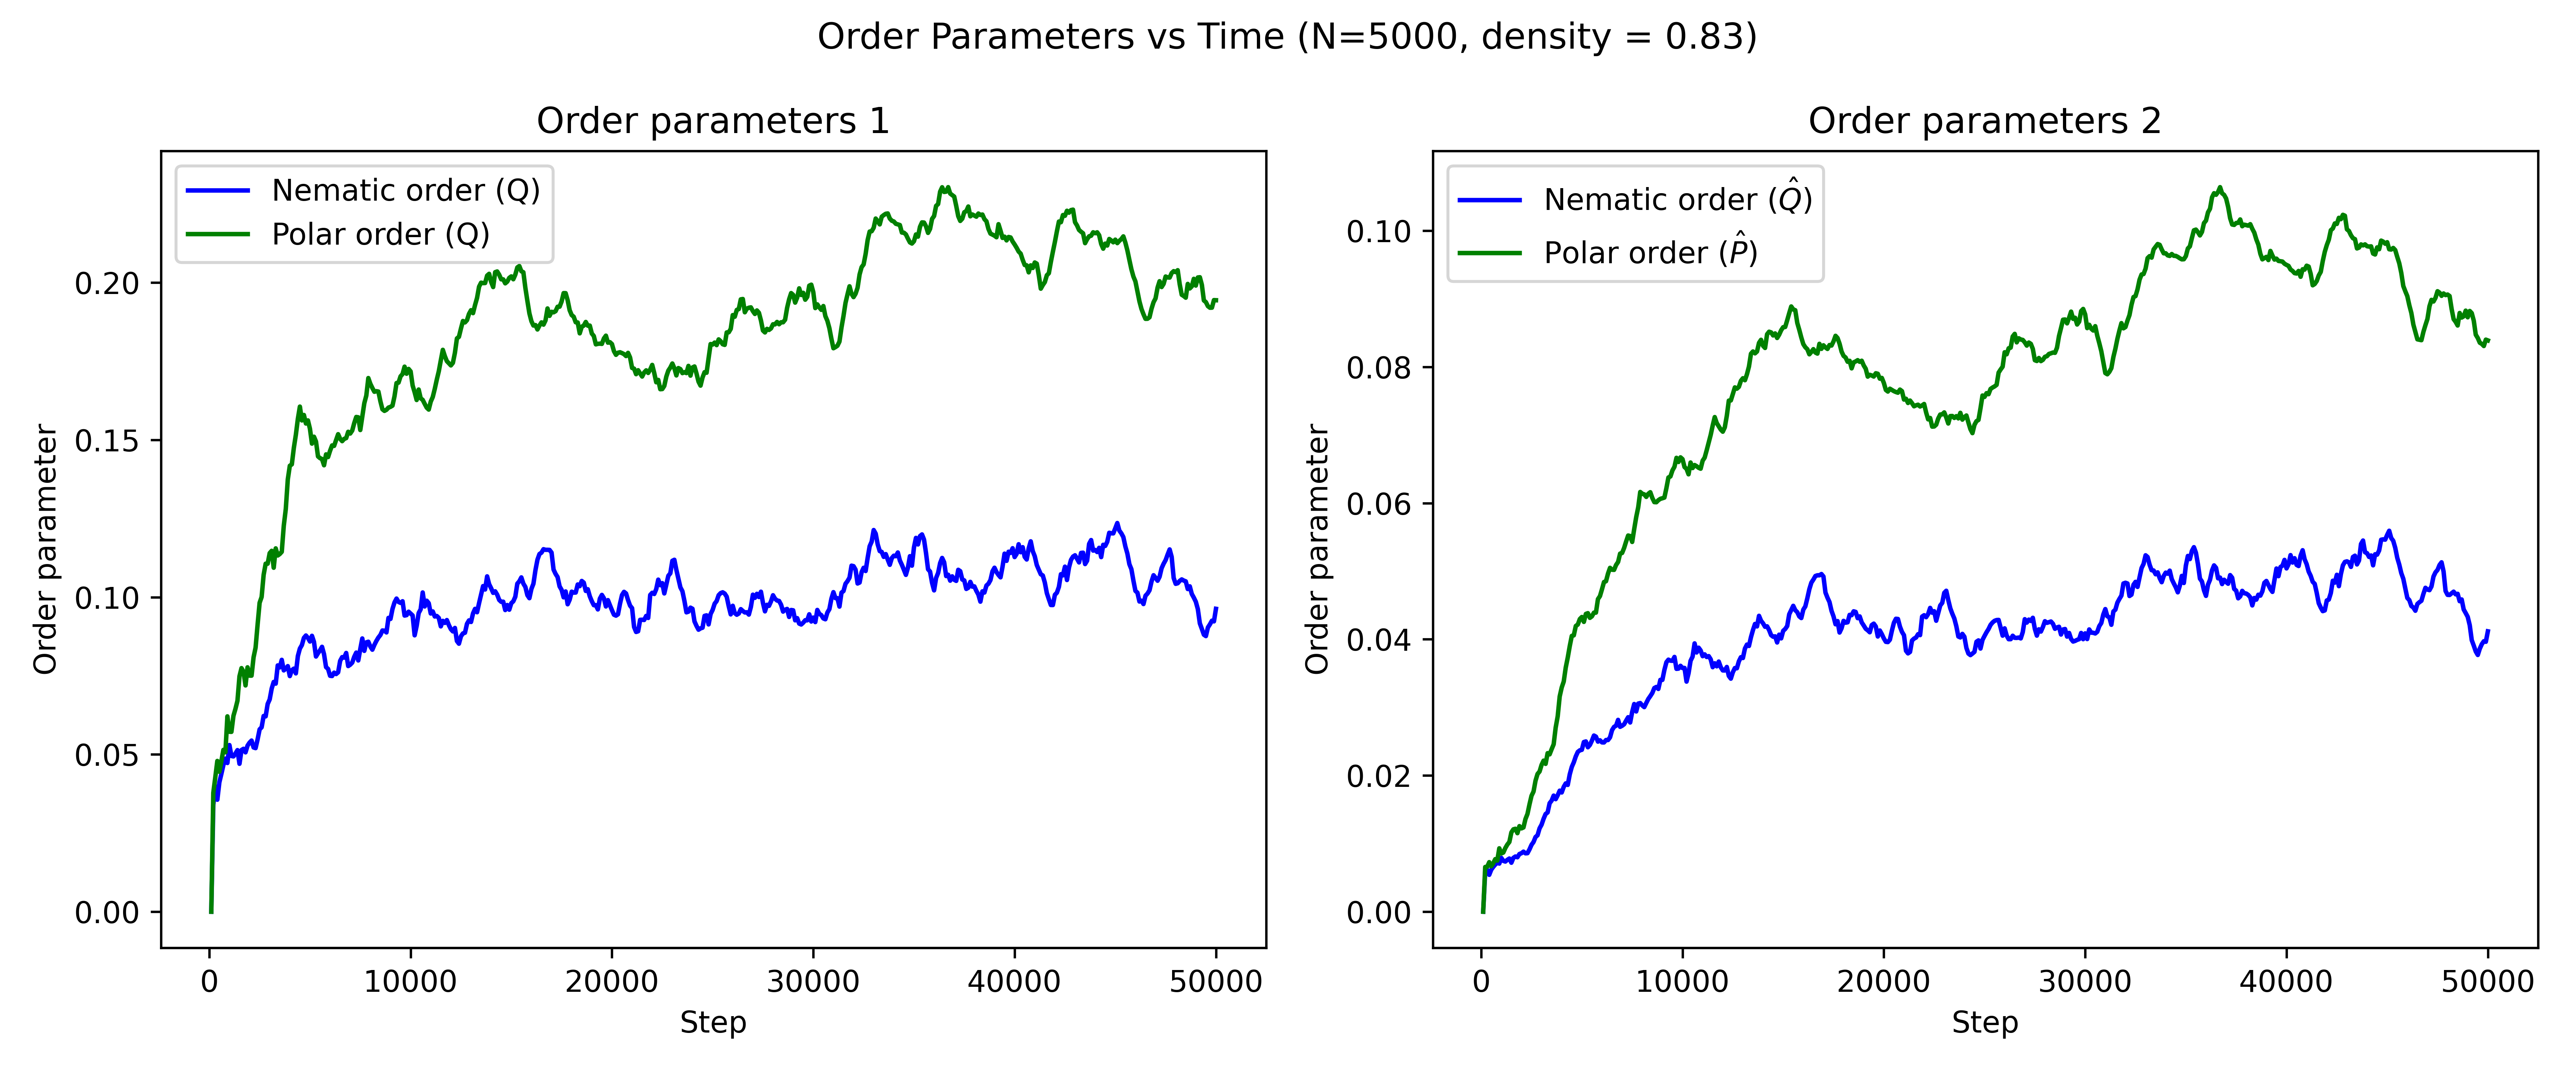 Order Parameters vs Time (N=5000, density = 0.83)
Order parameters 1
Nematic order (Q)
Polar order (Q)
Order parameter
0.20
0.15
0.10
0.05
0.00
0 10000 20000 30000 40000 50000
Step
Order parameters 2
Nematic order (Q̂)
Polar order (P̂)
Order parameter
0.10
0.08
0.06
0.04
0.02
0.00
0 10000 20000 30000 40000 50000
Step